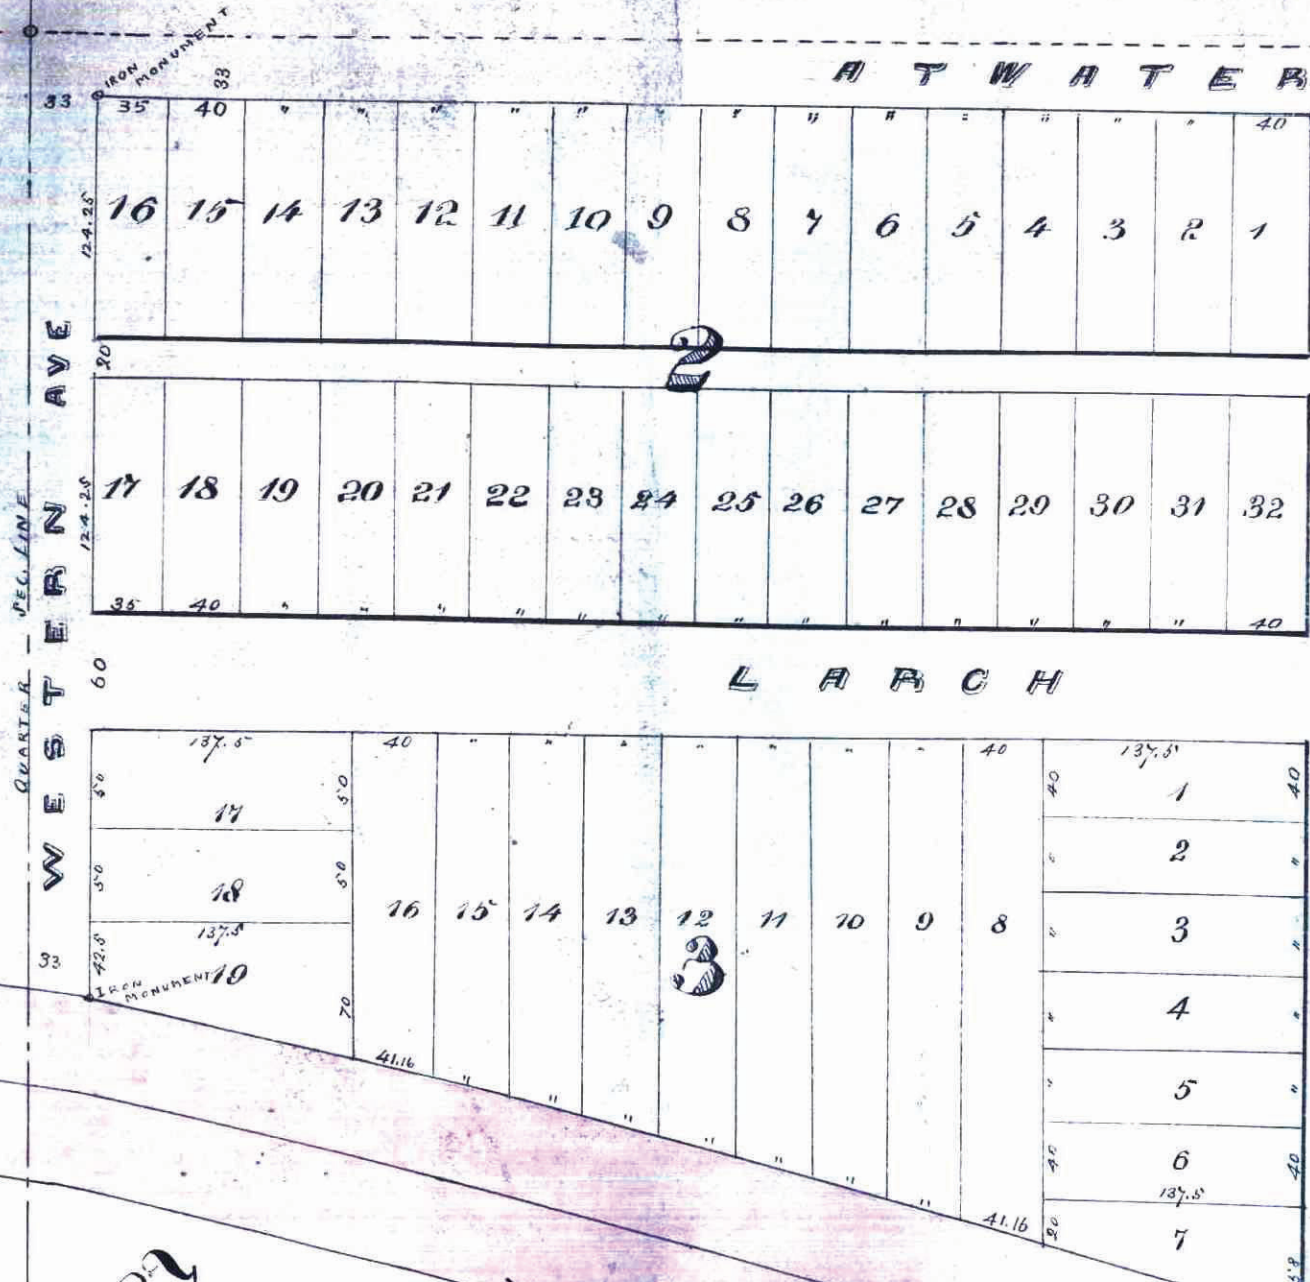 IRON MONUMENT
33
ATWATER
33
35 40 " " " " " " " " " " " " " 40
124.25
16 15 14 13 12 11 10 9 8 7 6 5 4 3 2 1
2
20
WESTERN AVE
QUARTER SEC. LINE
124.25
17 18 19 20 21 22 23 24 25 26 27 28 29 30 31 32
35 40 " " " " " " " " " " " " " 40
60
LARCH
137.5 40 " " " " " " " 40 137.5
50 50 40 1 40
17
2 "
50 50
18
16 15 14 13 12 11 10 9 8
" 3 "
137.5
3
33
42.5
19
IRON MONUMENT
70
" 4 "
41.16 " " " " " " " 41.16
" 5 "
40 6 40
137.5
20 7